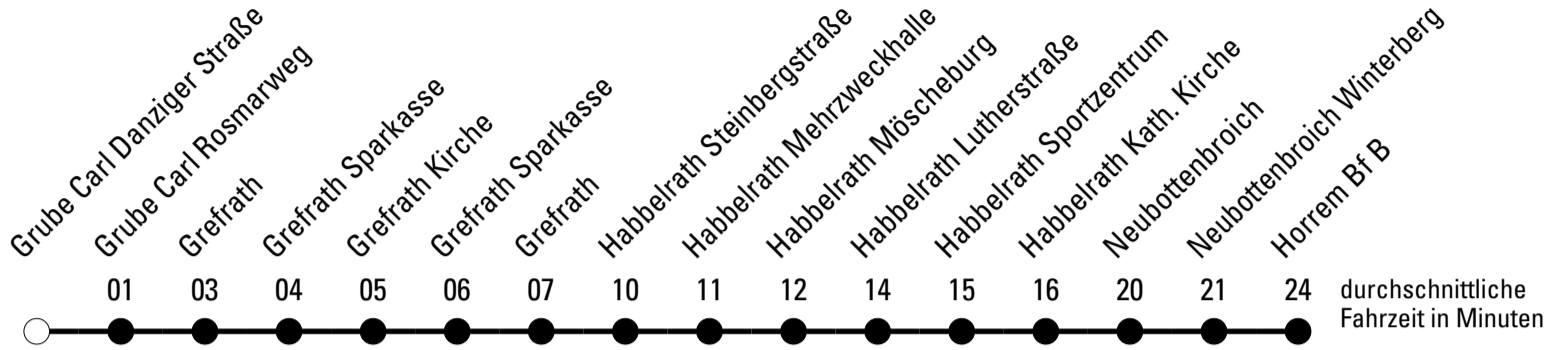 Grube Carl Danziger Straße
Grube Carl Rosmarweg
Grefrath
Grefrath Sparkasse
Grefrath Kirche
Grefrath Sparkasse
Grefrath
Habbelrath Steinbergstraße
Habbelrath Mehrzweckhalle
Habbelrath Möscheburg
Habbelrath Lutherstraße
Habbelrath Sportzentrum
Habbelrath Kath. Kirche
Neubottenbroich
Neubottenbroich Winterberg
Horrem Bf B
01 03 04 05 06 07 10 11 12 14 15 16 20 21 24
durchschnittliche
Fahrzeit in Minuten